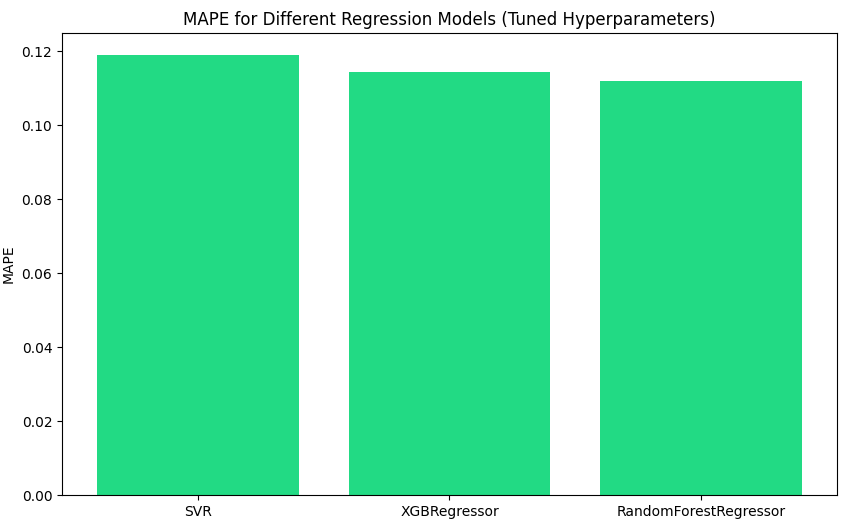 MAPE for Different Regression Models (Tuned Hyperparameters)
0.12
0.10
0.08
0.06
0.04
0.02
0.00
MAPE
SVR
XGBRegressor
RandomForestRegressor